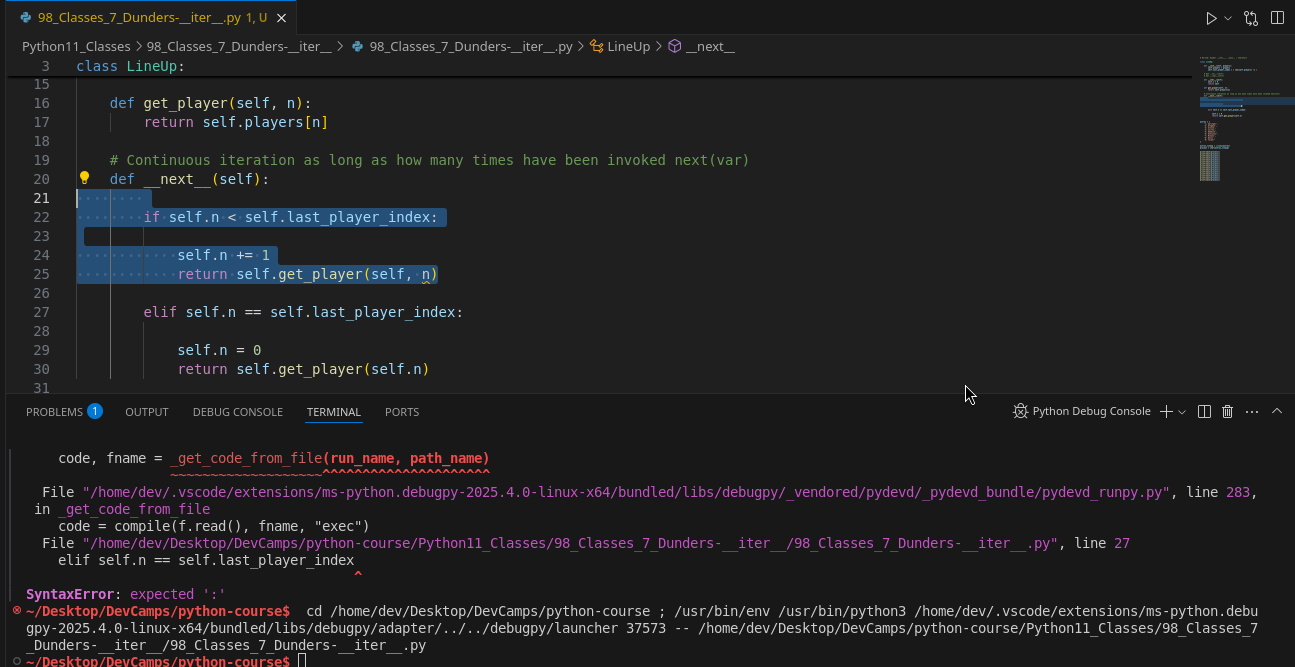 98_Classes_7_Dunders-__iter__.py 1, U
Python11_Classes > 98_Classes_7_Dunders-__iter__ > 98_Classes_7_Dunders-__iter__.py > LineUp > __next__
3 class LineUp:
15
16 def get_player(self, n):
17 return self.players[n]
18
19 # Continuous iteration as long as how many times have been invoked next(var)
20 def __next__(self):
21
22 if self.n < self.last_player_index:
23
24 self.n += 1
25 return self.get_player(self, n)
26
27 elif self.n == self.last_player_index:
28
29 self.n = 0
30 return self.get_player(self.n)
31
PROBLEMS 1 OUTPUT DEBUG CONSOLE TERMINAL PORTS Python Debug Console
code, fname = _get_code_from_file(run_name, path_name)
~~~~~~~~~~~~~~~~~~~^^^^^^^^^^^^^^^^^^^^^
File "/home/dev/.vscode/extensions/ms-python.debugpy-2025.4.0-linux-x64/bundled/libs/debugpy/_vendored/pydevd/_pydevd_bundle/pydevd_runpy.py", line 283,
in _get_code_from_file
code = compile(f.read(), fname, "exec")
File "/home/dev/Desktop/DevCamps/python-course/Python11_Classes/98_Classes_7_Dunders-__iter__/98_Classes_7_Dunders-__iter__.py", line 27
elif self.n == self.last_player_index
^
SyntaxError: expected ':'
~/Desktop/DevCamps/python-course$ cd /home/dev/Desktop/DevCamps/python-course ; /usr/bin/env /usr/bin/python3 /home/dev/.vscode/extensions/ms-python.debu
gpy-2025.4.0-linux-x64/bundled/libs/debugpy/adapter/../../debugpy/launcher 37573 -- /home/dev/Desktop/DevCamps/python-course/Python11_Classes/98_Classes_7
_Dunders-__iter__/98_Classes_7_Dunders-__iter__.py
~/Desktop/DevCamps/python-course$